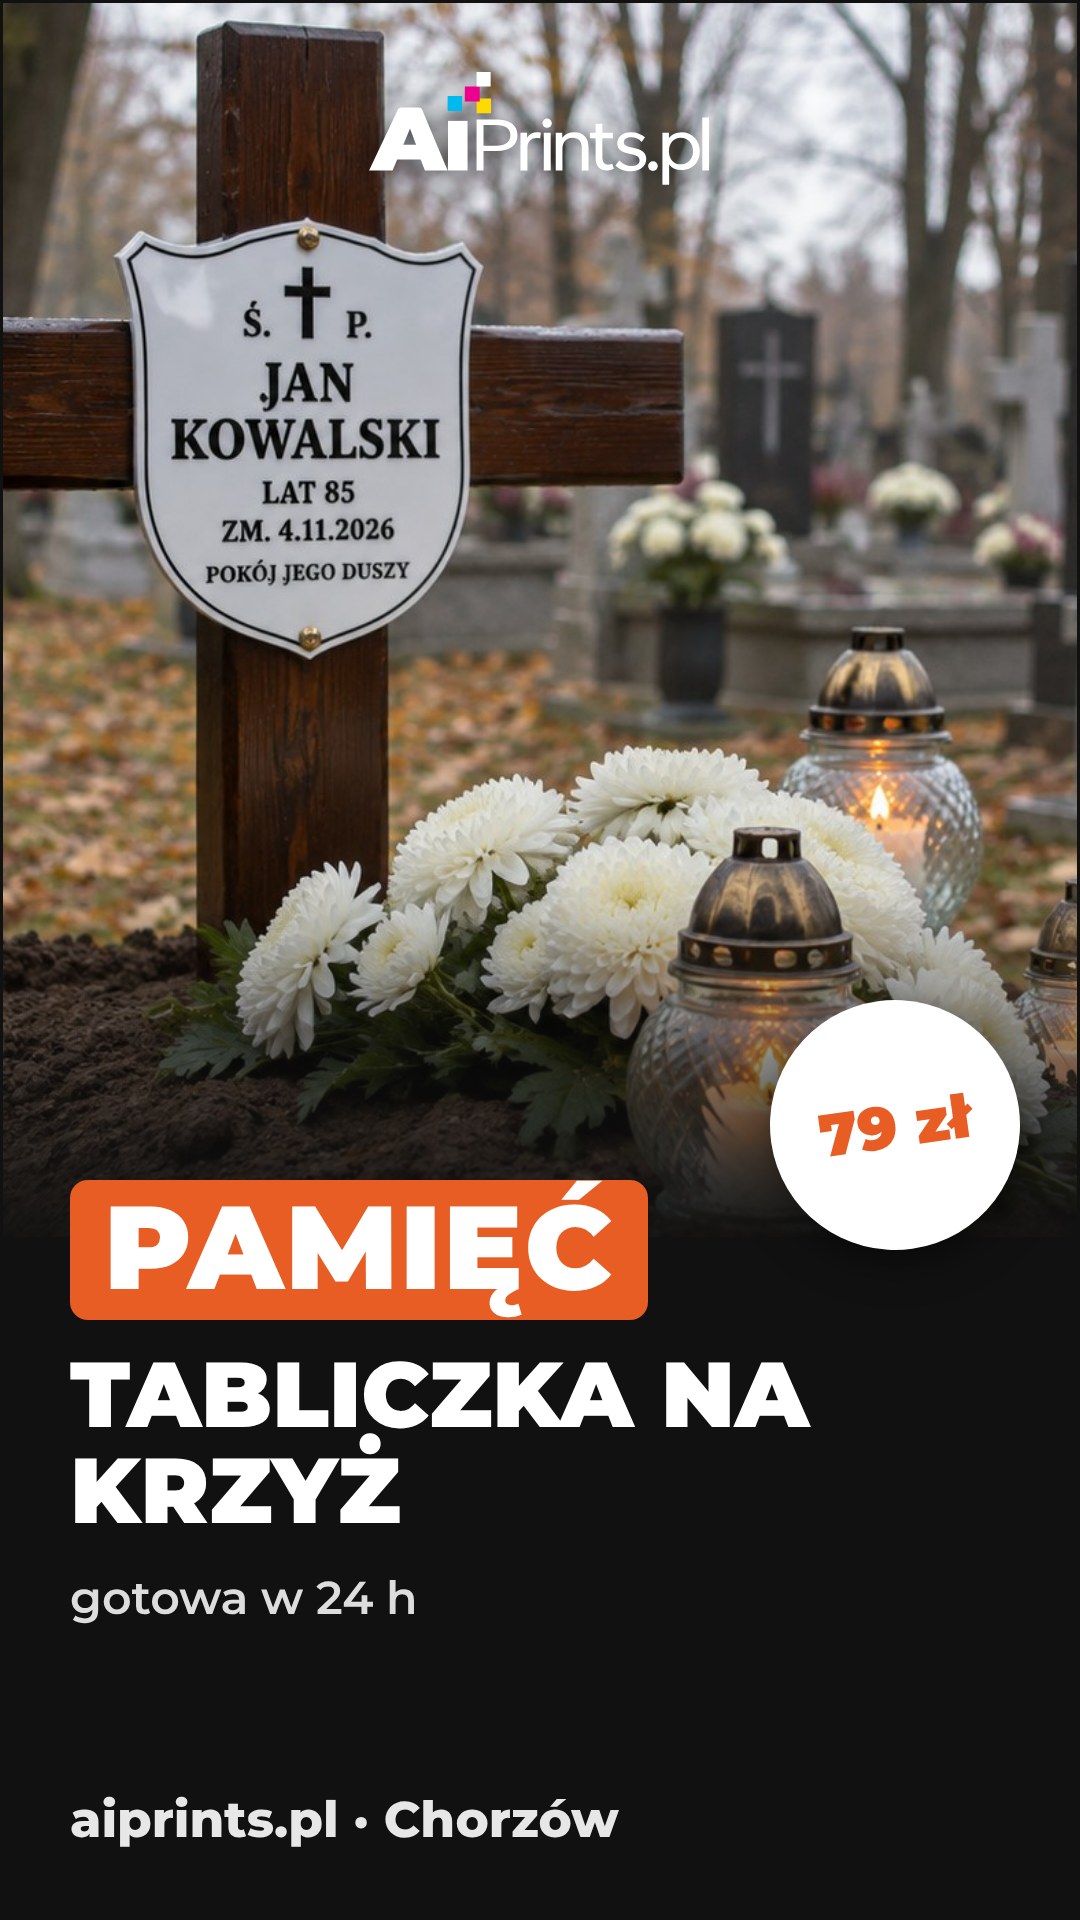 AiPrints.pl
Ś. P.
JAN
KOWALSKI
LAT 85
ZM. 4.11.2026
POKÓJ JEGO DUSZY
79 zł
PAMIĘĆ
TABLICZKA NA
KRZYŻ
gotowa w 24 h
aiprints.pl • Chorzów